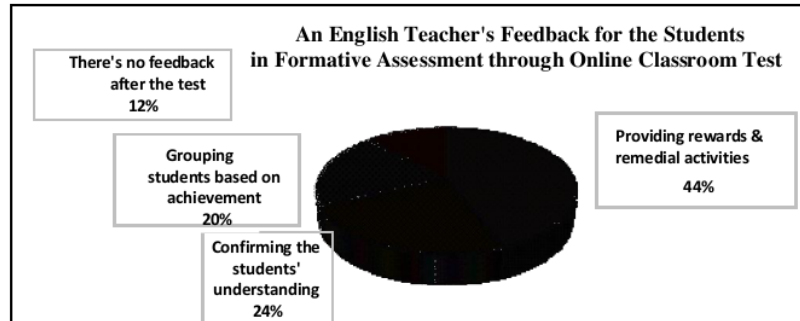 An English Teacher's Feedback for the Students
in Formative Assessment through Online Classroom Test
There's no feedback
after the test
12%
Grouping
students based on
achievement
20%
Confirming the
students'
understanding
24%
Providing rewards &
remedial activities
44%